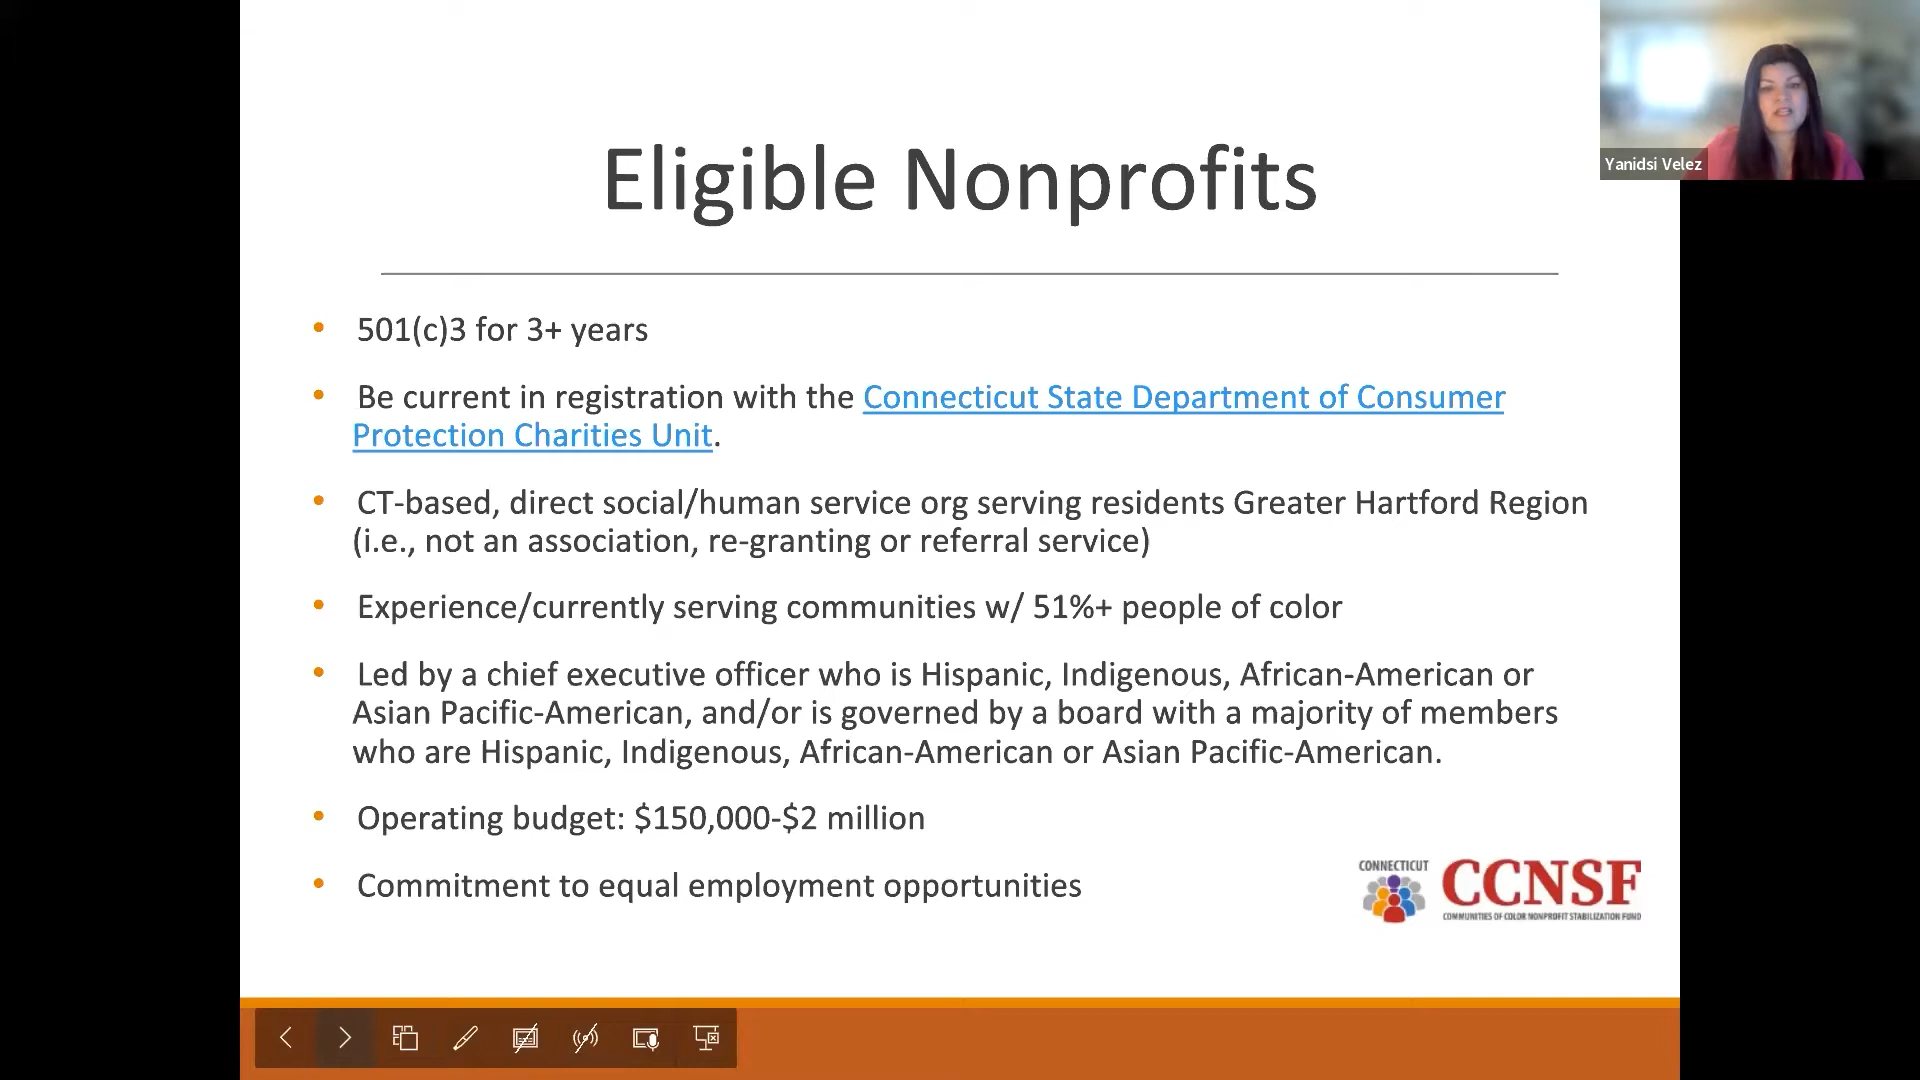 Eligible Nonprofits
Yanidsi Velez
• 501(c)3 for 3+ years
• Be current in registration with the Connecticut State Department of Consumer
Protection Charities Unit.
• CT-based, direct social/human service org serving residents Greater Hartford Region
(i.e., not an association, re-granting or referral service)
• Experience/currently serving communities w/ 51%+ people of color
• Led by a chief executive officer who is Hispanic, Indigenous, African-American or
Asian Pacific-American, and/or is governed by a board with a majority of members
who are Hispanic, Indigenous, African-American or Asian Pacific-American.
• Operating budget: $150,000-$2 million
• Commitment to equal employment opportunities
CONNECTICUT
CCNSF
COMMUNITIES OF COLOR NONPROFIT STABILIZATION FUND